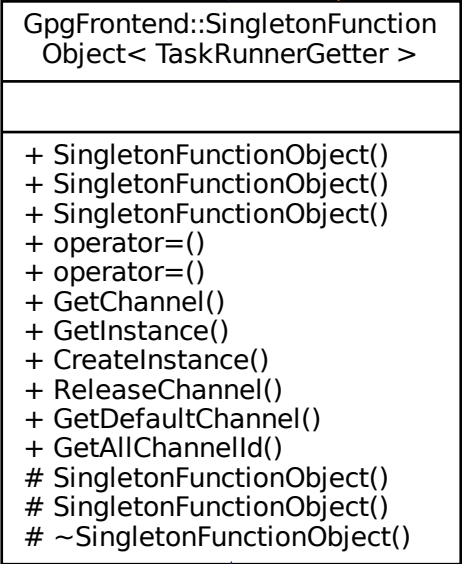 GpgFrontend::SingletonFunction
Object< TaskRunnerGetter >
+ SingletonFunctionObject()
+ SingletonFunctionObject()
+ SingletonFunctionObject()
+ operator=()
+ operator=()
+ GetChannel()
+ GetInstance()
+ CreateInstance()
+ ReleaseChannel()
+ GetDefaultChannel()
+ GetAllChannelId()
# SingletonFunctionObject()
# SingletonFunctionObject()
# ~SingletonFunctionObject()